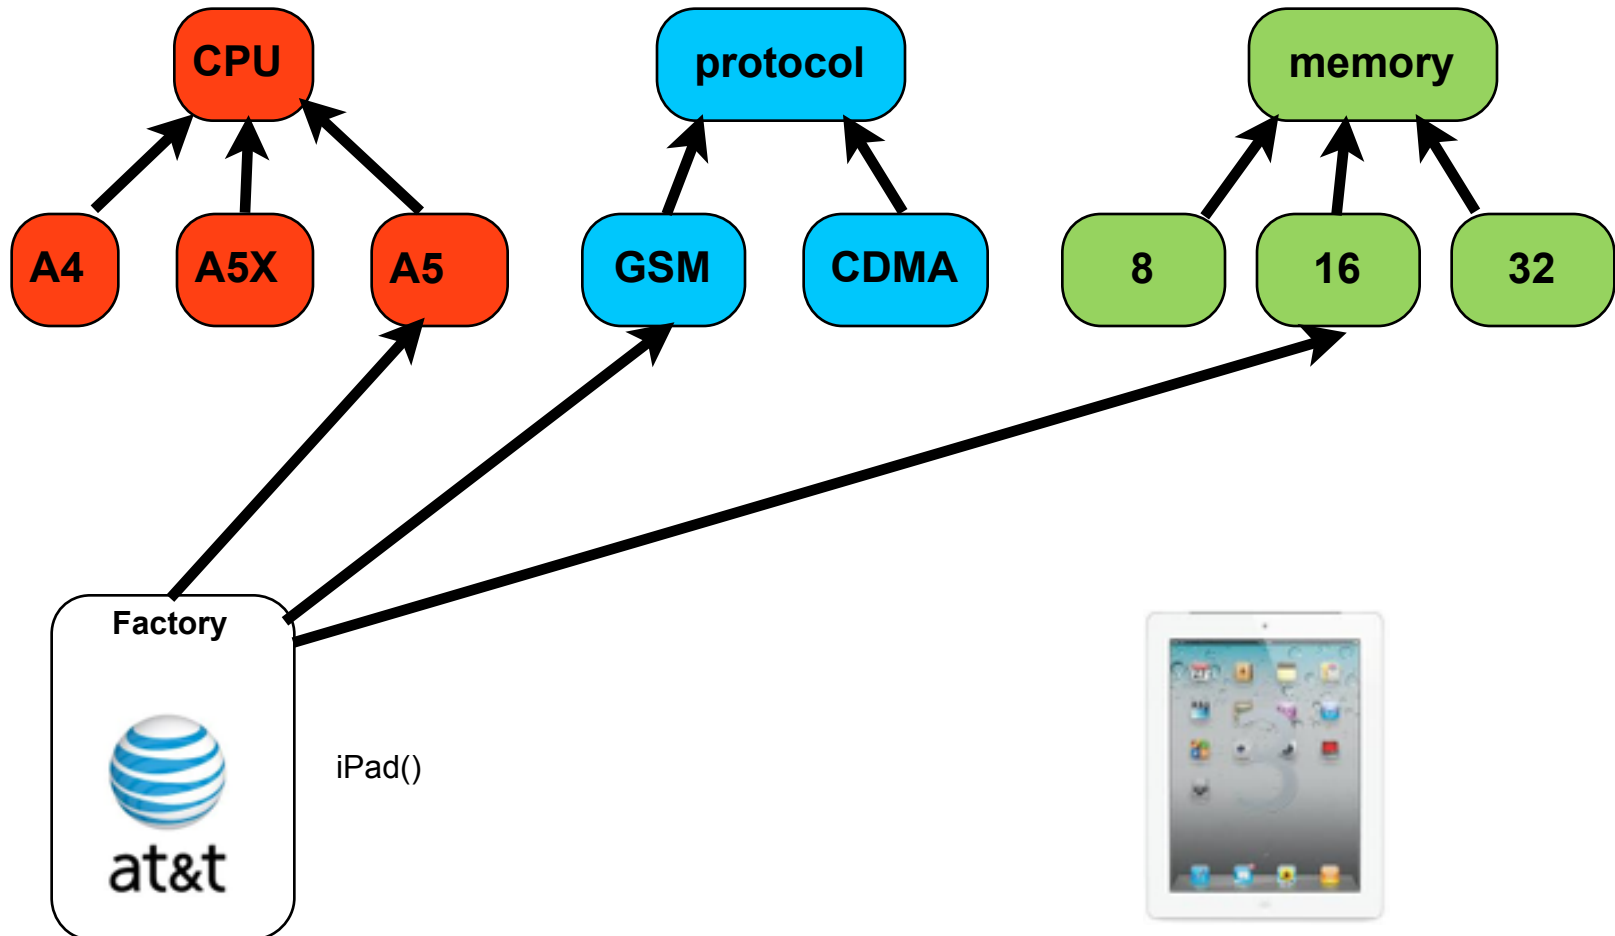 CPU
protocol
memory
A4
A5X
A5
GSM
CDMA
8
16
32
Factory
iPad()
at&t